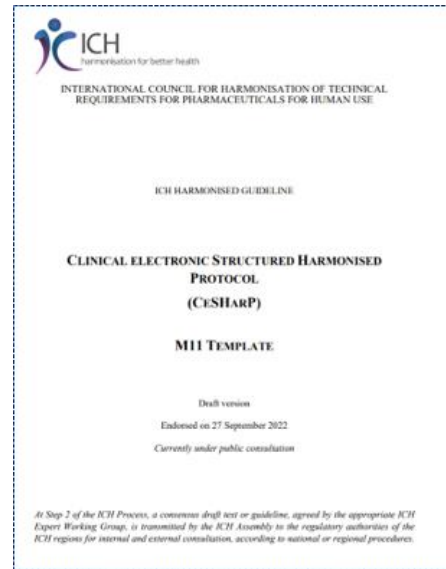 ICH
harmonisation for better health
INTERNATIONAL COUNCIL FOR HARMONISATION OF TECHNICAL
REQUIREMENTS FOR PHARMACEUTICALS FOR HUMAN USE
ICH HARMONISED GUIDELINE
CLINICAL ELECTRONIC STRUCTURED HARMONISED
PROTOCOL
(CESHARP)
M11 TEMPLATE
Draft version
Endorsed on 27 September 2022
Currently under public consultation
At Step 2 of the ICH Process, a consensus draft text or guideline, agreed by the appropriate ICH
Expert Working Group, is transmitted by the ICH Assembly to the regulatory authorities of the
ICH regions for internal and external consultation, according to national or regional procedures.